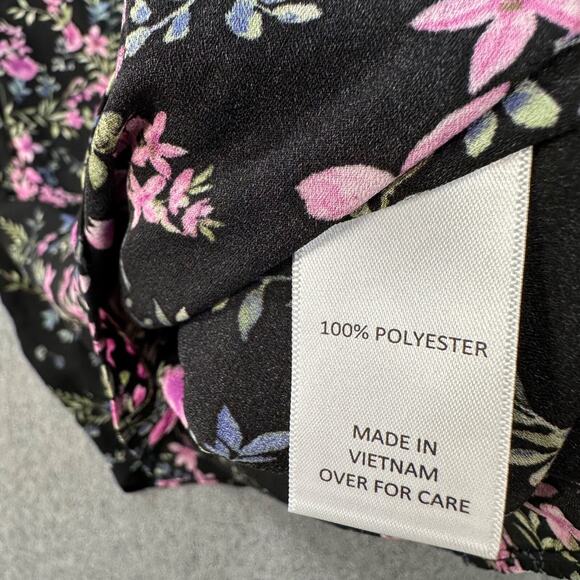 100% POLYESTER
MADE IN
VIETNAM
OVER FOR CARE